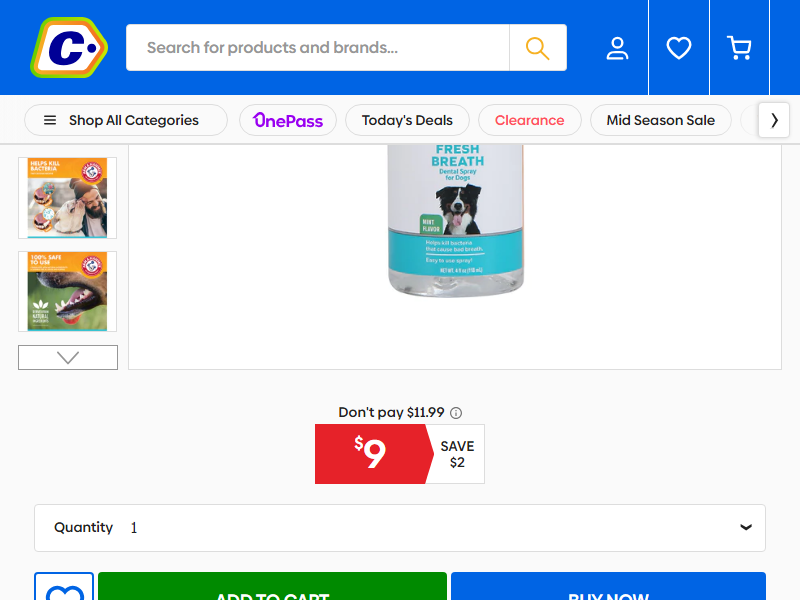 C
Search for products and brands...
Shop All Categories
OnePass
Today's Deals
Clearance
Mid Season Sale
HELPS KILL
BACTERIA
100% SAFE
TO USE
FRESH
BREATH
Dental Spray
for Dogs
MINT
FLAVOR
Helps kill bacteria
that cause bad breath.
Easy to use spray!
NET WT. 4 fl oz (118 mL)
Don't pay $11.99
$9
SAVE
$2
Quantity 1
ADD TO CART
BUY NOW